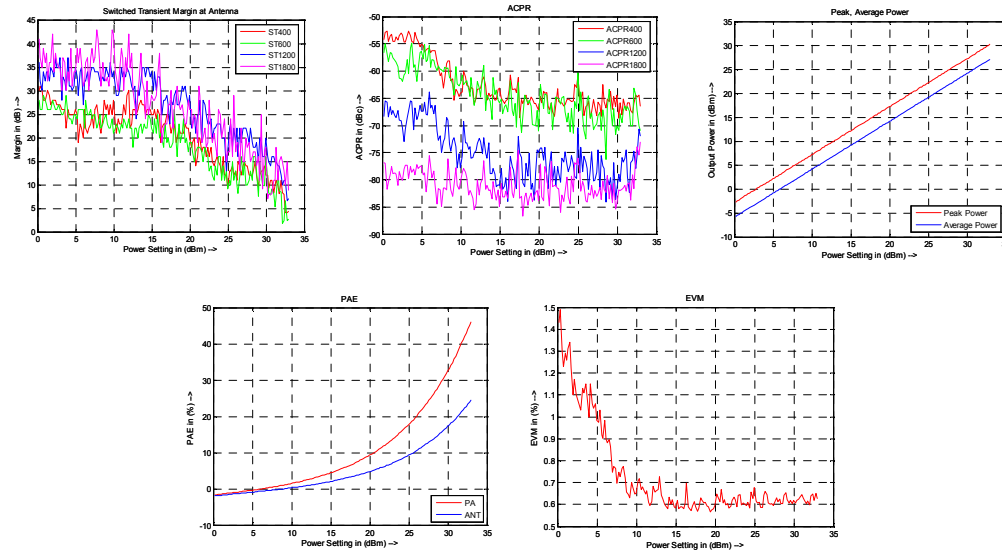 Switched Transient Margin at Antenna
45
40
35
30
25
20
15
10
5
0
Margin in (dB) -->
0 5 10 15 20 25 30 35
Power Setting in (dBm) -->
ST400
ST600
ST1200
ST1800
ACPR
-50
-55
-60
-65
-70
-75
-80
-85
-90
ACPR in (dBc) -->
0 5 10 15 20 25 30 35
Power Setting in (dBm) -->
ACPR400
ACPR600
ACPR1200
ACPR1800
Peak, Average Power
35
30
25
20
15
10
5
0
-5
-10
Output Power in (dBm) -->
0 5 10 15 20 25 30 35
Power Setting in (dBm) -->
Peak Power
Average Power
PAE
50
40
30
20
10
0
-10
PAE in (%) -->
0 5 10 15 20 25 30 35
Power Setting in (dBm) -->
PA
ANT
EVM
1.5
1.4
1.3
1.2
1.1
1
0.9
0.8
0.7
0.6
0.5
EVM in (%) -->
0 5 10 15 20 25 30 35
Power Setting in (dBm) -->